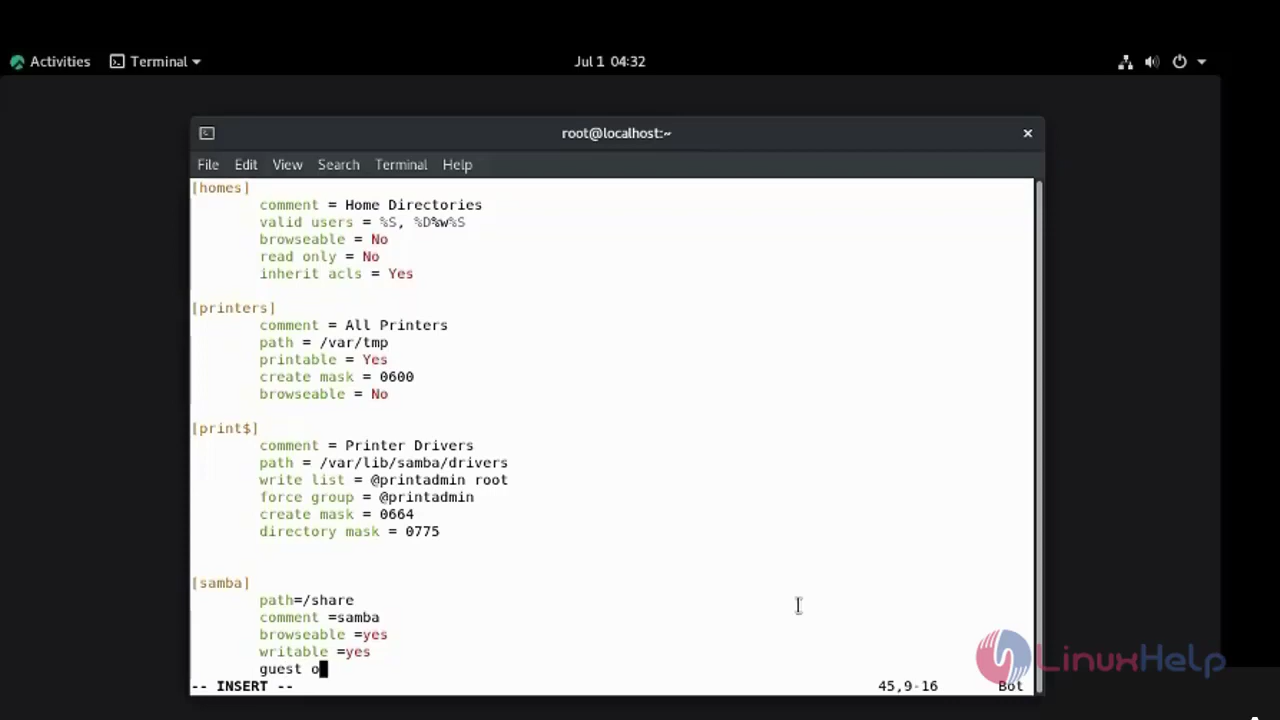 Activities Terminal Jul 1 04:32
root@localhost:~
File Edit View Search Terminal Help
[homes]
comment = Home Directories
valid users = %S, %D%w%S
browseable = No
read only = No
inherit acls = Yes
[printers]
comment = All Printers
path = /var/tmp
printable = Yes
create mask = 0600
browseable = No
[print$]
comment = Printer Drivers
path = /var/lib/samba/drivers
write list = @printadmin root
force group = @printadmin
create mask = 0664
directory mask = 0775
[samba]
path=/share
comment =samba
browseable =yes
writable =yes
guest o
-- INSERT -- 45,9-16 Bot
LinuxHelp